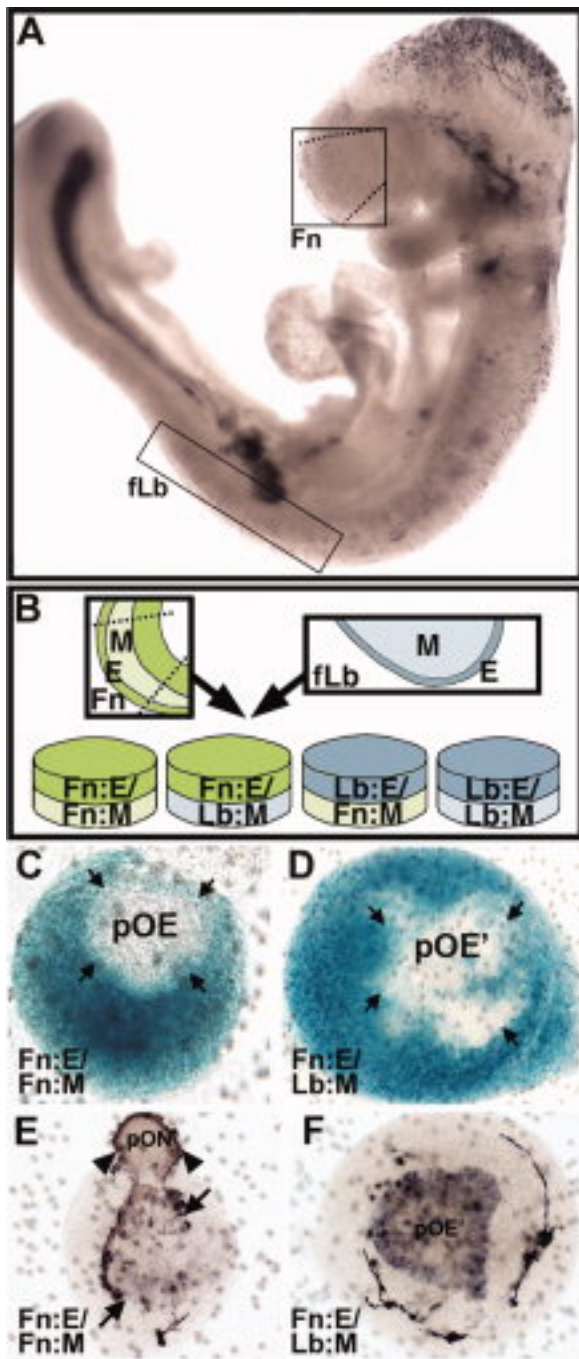 A
Fn
fLb
B
M
E
Fn
M
fLb
E
Fn:E/
Fn:M
Fn:E/
Lb:M
Lb:E/
Fn:M
Lb:E/
Lb:M
C
pOE
Fn:E/
Fn:M
D
pOE’
Fn:E/
Lb:M
E
pON’
Fn:E/
Fn:M
F
pOE’
Fn:E/
Lb:M